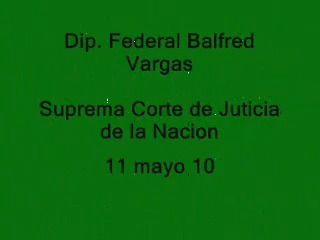 Dip. Federal Balfred
Vargas
Suprema Corte de Juticia
de la Nacion
11 mayo 10